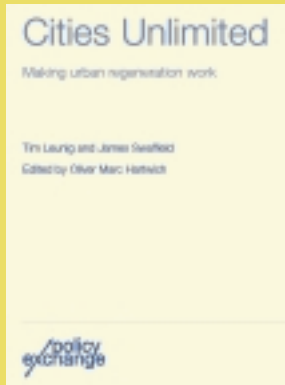 Cities Unlimited
Making urban regeneration work
Tim Leunig and James Swaffield
Edited by Oliver Marc Hartwich
policy
exchange